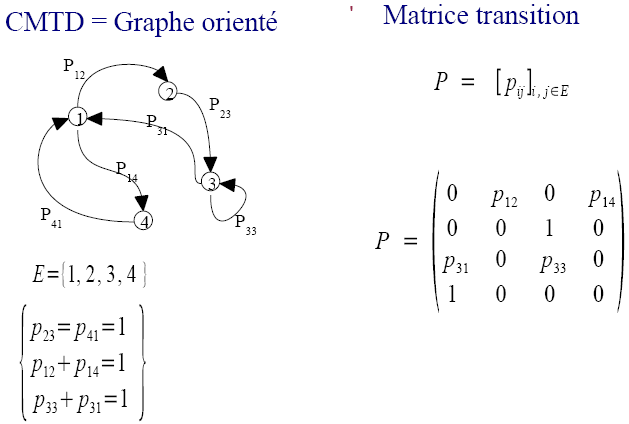 CMTD = Graphe orienté
P12
2
P23
1
P31
P14
3
P41
4
P33
E={1, 2, 3, 4}
p23=p41=1
p12+p14=1
p33+p31=1
' Matrice transition
P = [pij]i, j∈E
P =
0 p12 0 p14
0 0 1 0
p31 0 p33 0
1 0 0 0